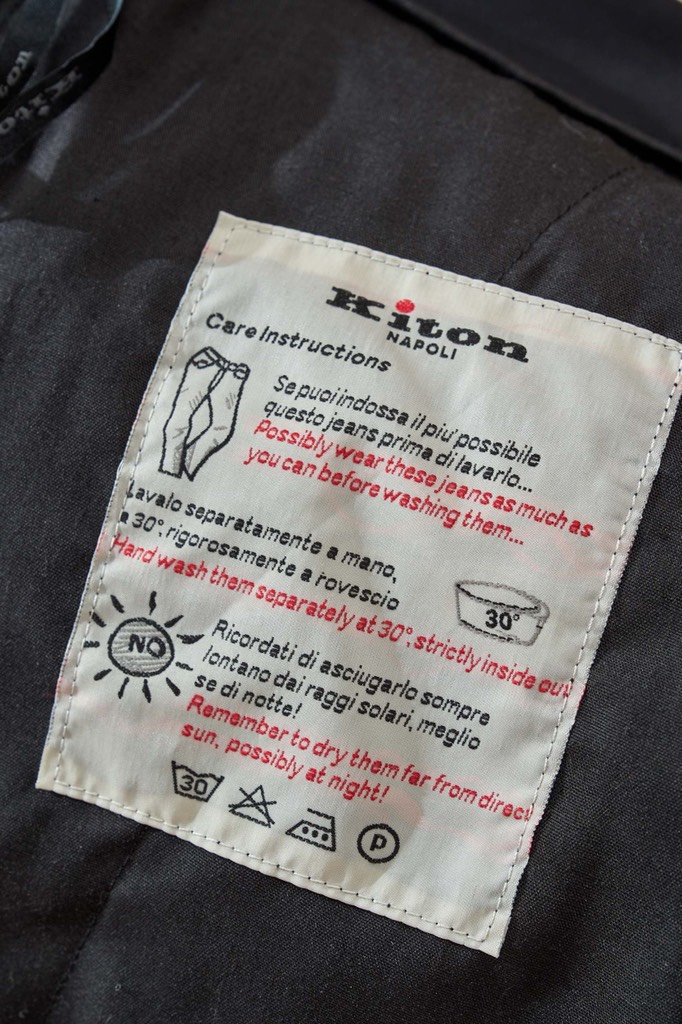 Kiton
Kiton
NAPOLI
Care Instructions
Se puoi indossa il piu' possibile
questo jeans prima di lavarlo...
Possibly wear these jeans as much as
you can before washing them...
Lavalo separatamente a mano,
a 30°, rigorosamente a rovescio
Hand wash them separately at 30°, strictly inside out
30°
NO
Ricordati di asciugarlo sompre
lontano dai raggi solari, meglio
se di notte!
Remember to dry them far from direct
sun, possibly at night!
30
P